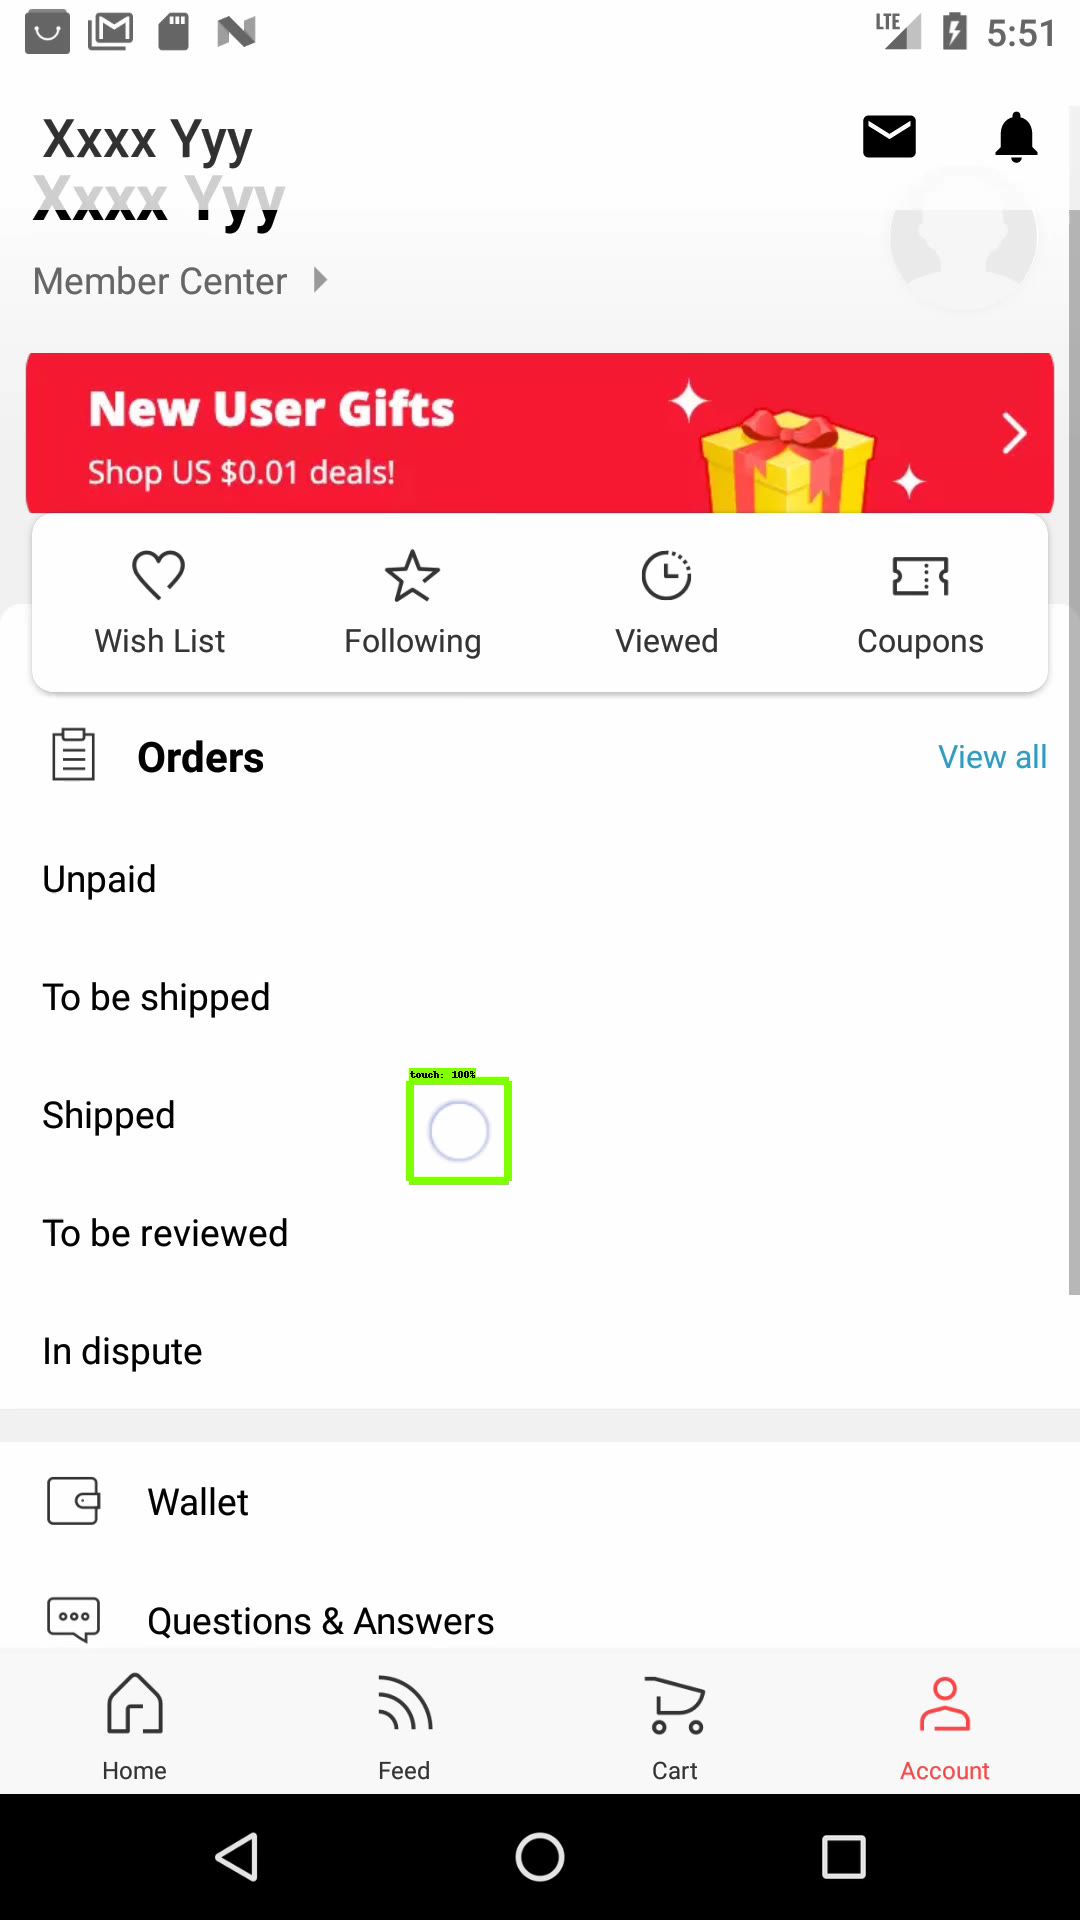 LTE 5:51
Xxxx Yyy
Xxxx Yyy
Member Center
New User Gifts
Shop US $0.01 deals!
Wish List Following Viewed Coupons
Orders View all
Unpaid
To be shipped
touch: 100%
Shipped
To be reviewed
In dispute
Wallet
Questions & Answers
Home Feed Cart Account